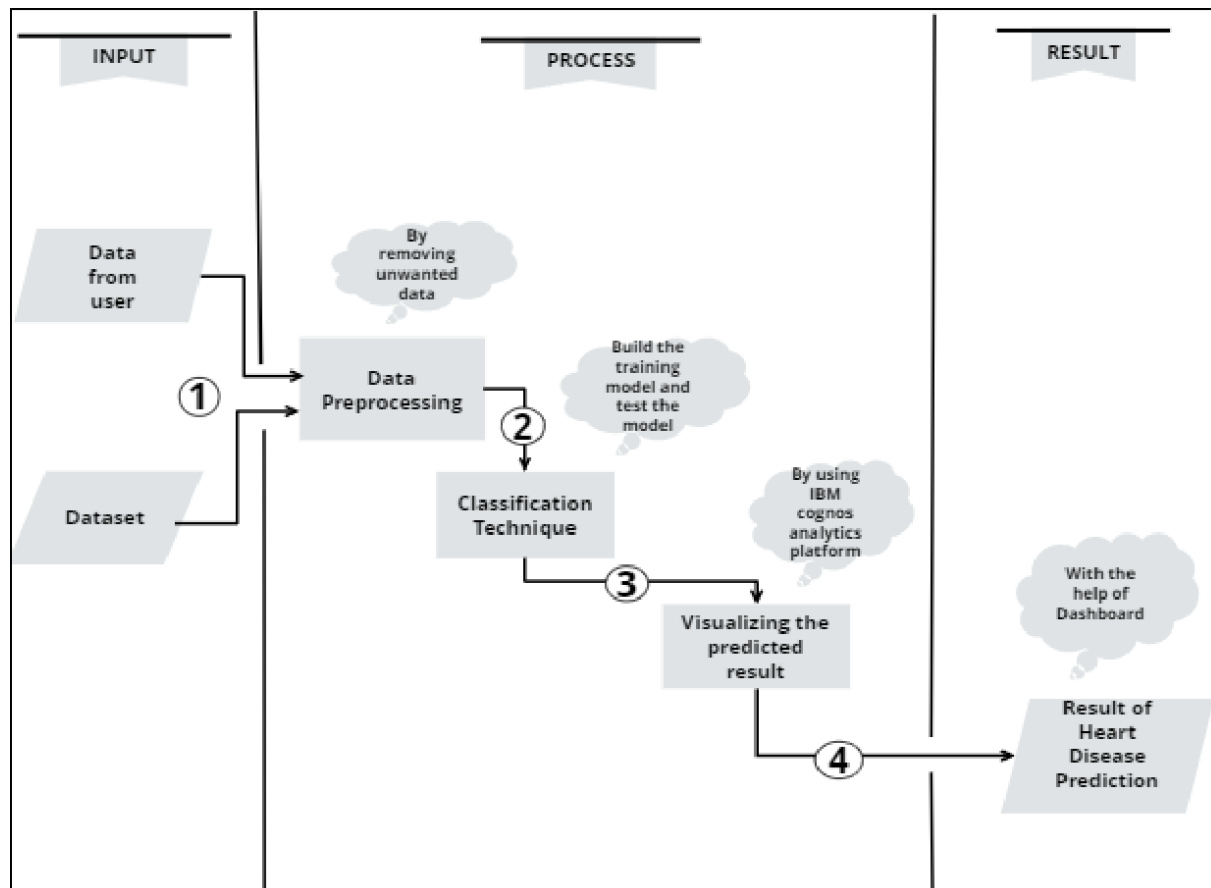 INPUT
PROCESS
RESULT
Data
from
user
By
removing
unwanted
data
1
Data
Preprocessing
Build the
training
model and
test the
model
2
Dataset
Classification
Technique
By using
IBM
cognos
analytics
platform
3
Visualizing the
predicted
result
With the
help of
Dashboard
4
Result of
Heart
Disease
Prediction